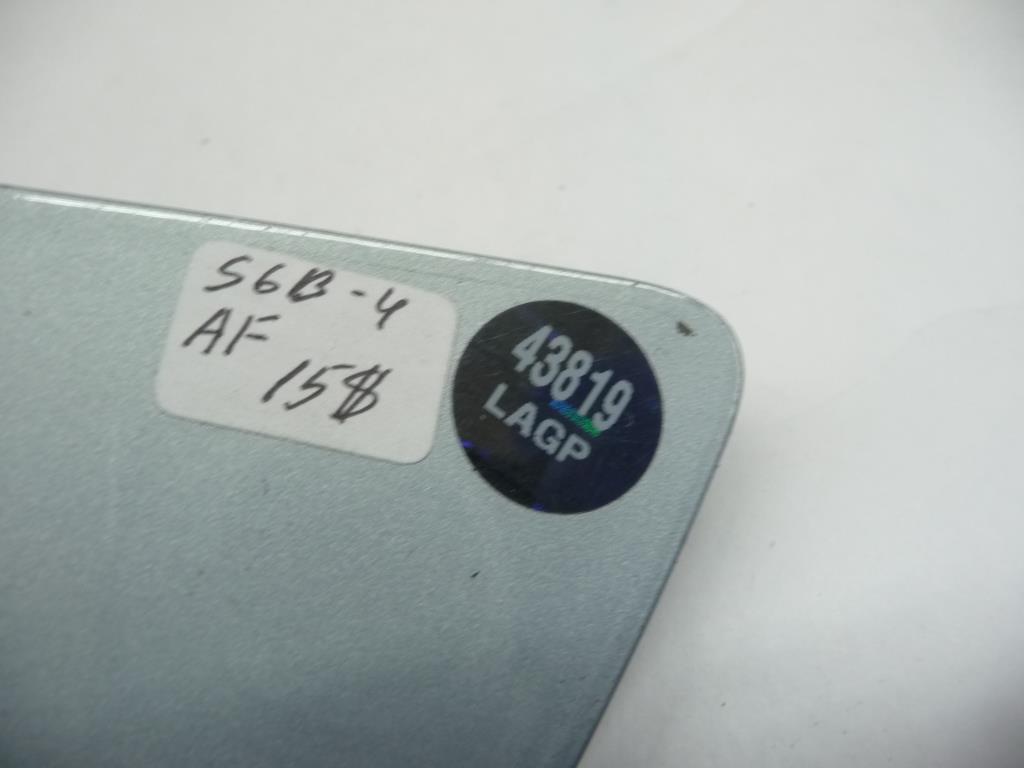 S6B-4
AF
15$
43819
LAGP